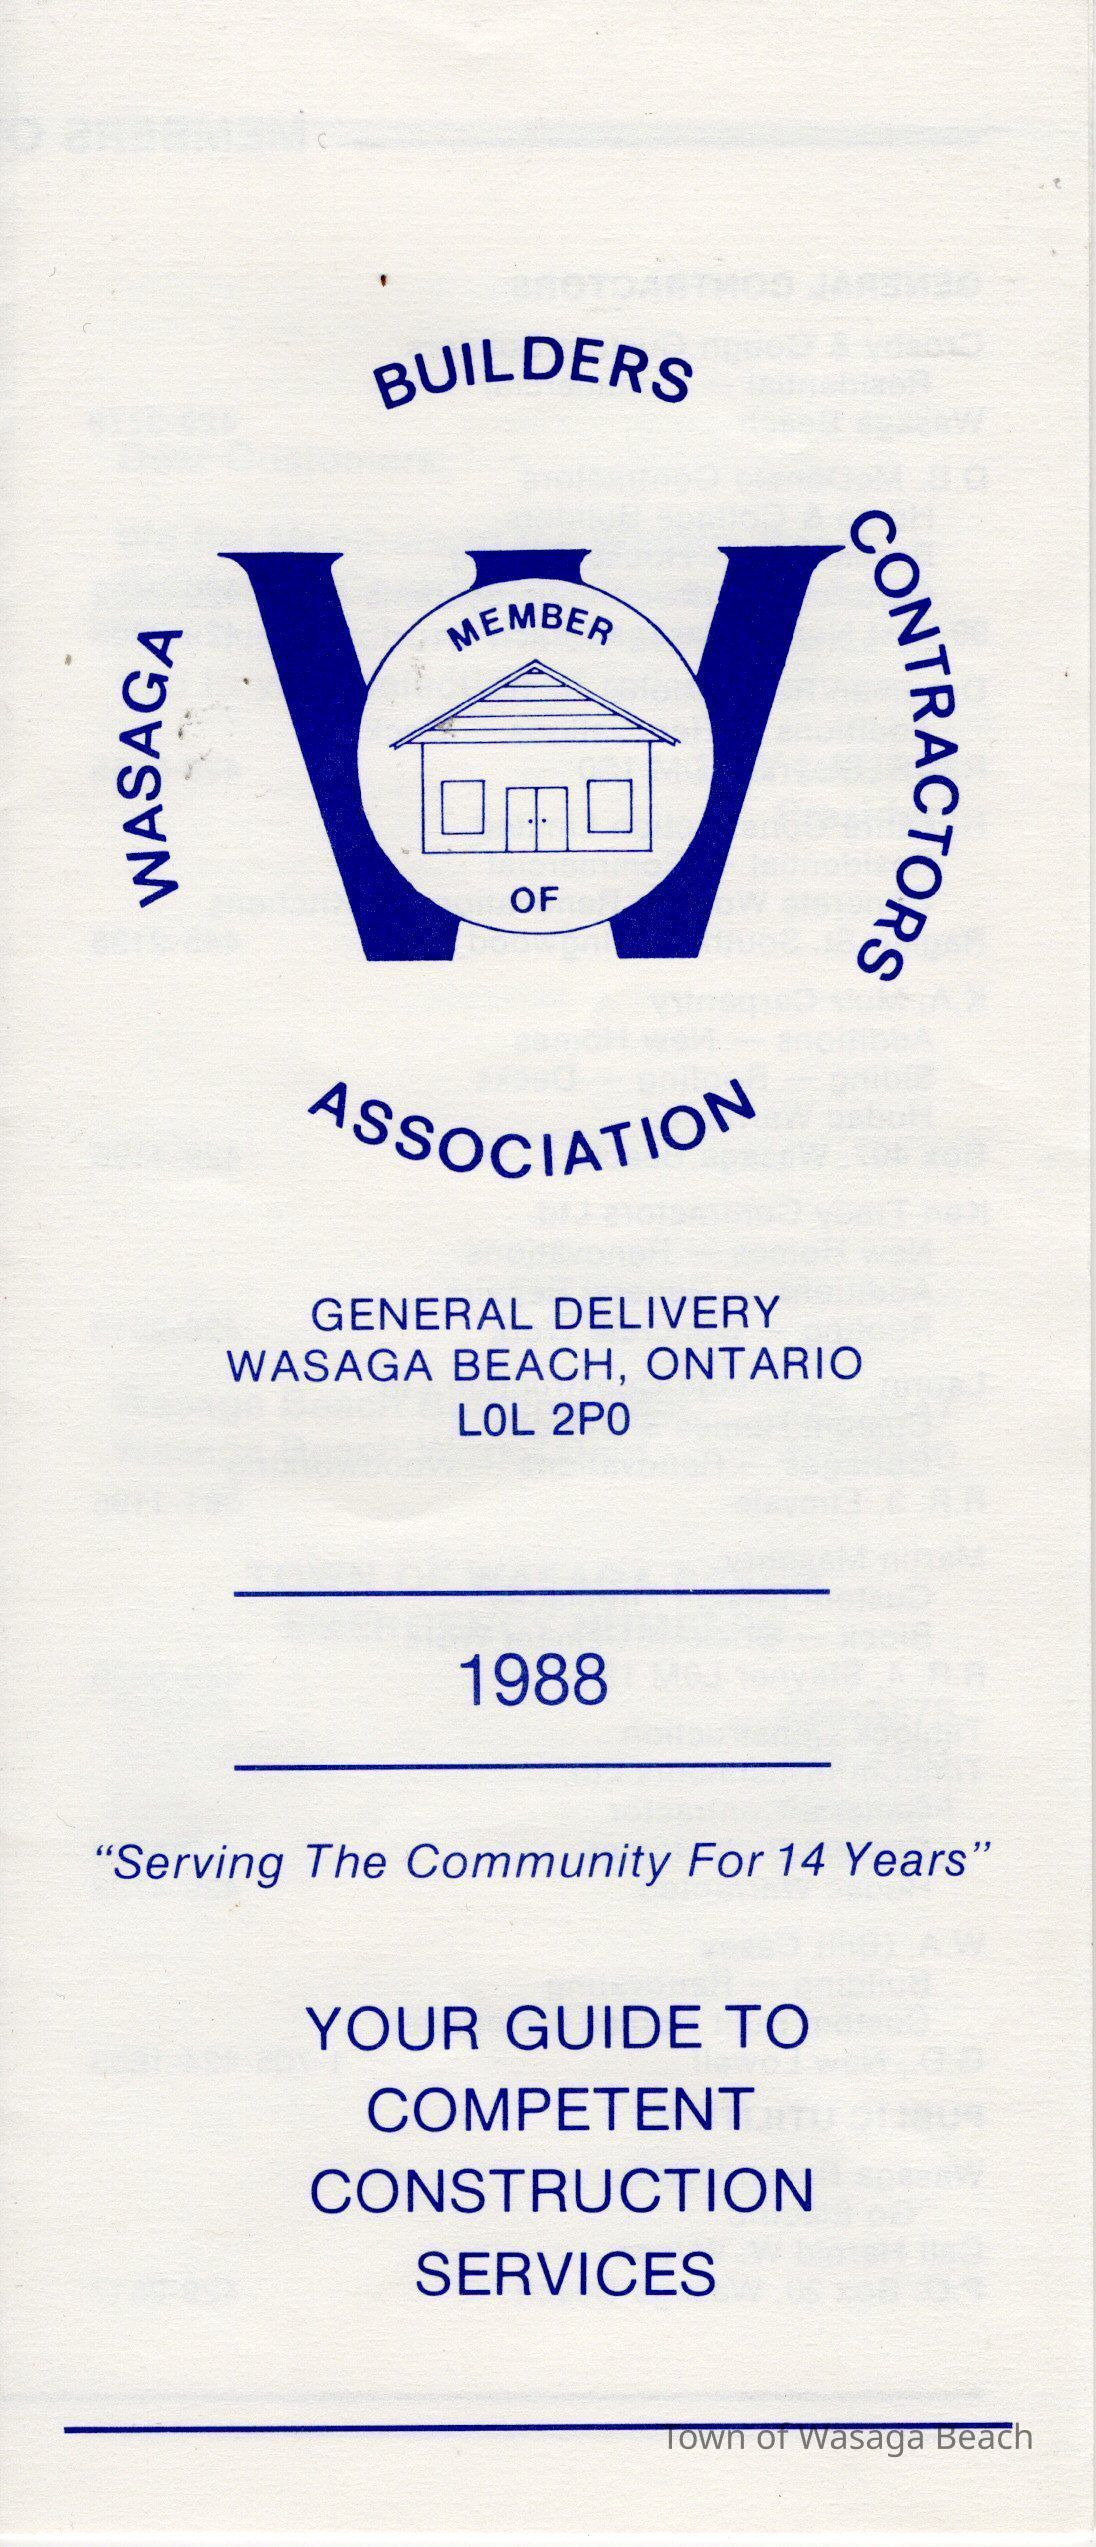 WASAGA
BUILDERS
CONTRACTORS
MEMBER
OF
ASSOCIATION
GENERAL DELIVERY
WASAGA BEACH, ONTARIO
L0L 2P0
1988
“Serving The Community For 14 Years”
YOUR GUIDE TO
COMPETENT
CONSTRUCTION
SERVICES
Town of Wasaga Beach